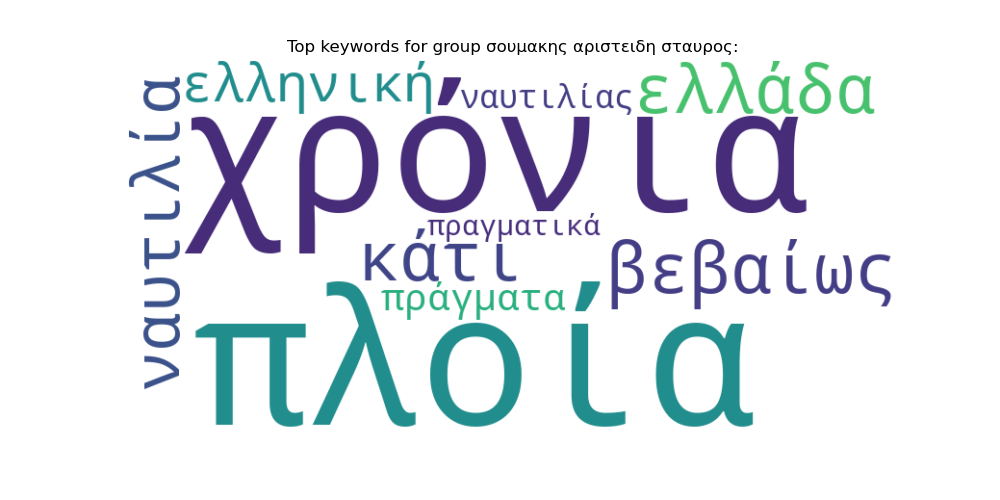 Top keywords for group σουμακης αριστειδη σταυρος:
ναυτιλία
ελληνική
ναυτιλίας
ελλάδα
χρόνια
πραγματικά
κάτι
βεβαίως
πράγματα
πλοία